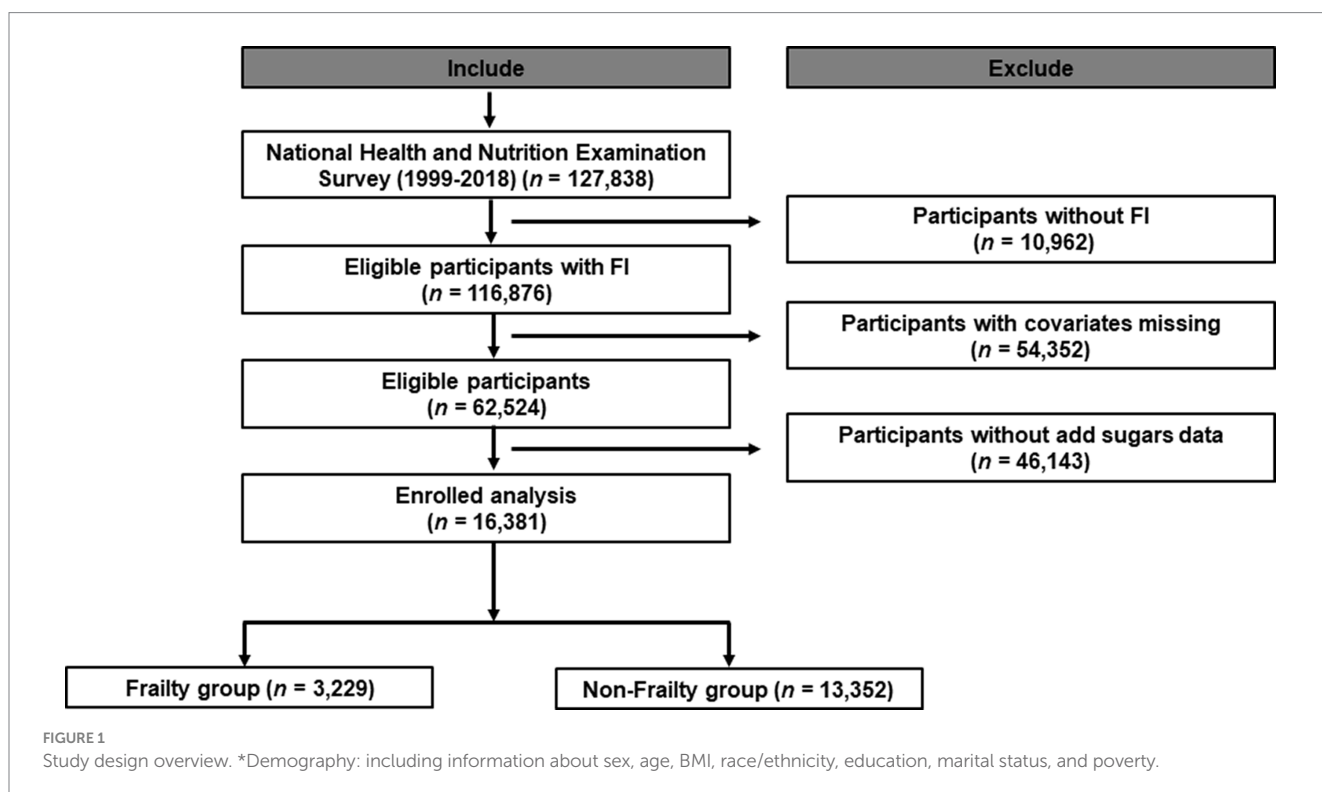 Include
Exclude
National Health and Nutrition Examination
Survey (1999-2018) (n = 127,838)
Participants without FI
(n = 10,962)
Eligible participants with FI
(n = 116,876)
Participants with covariates missing
(n = 54,352)
Eligible participants
(n = 62,524)
Participants without add sugars data
(n = 46,143)
Enrolled analysis
(n = 16,381)
Frailty group (n = 3,229)
Non-Frailty group (n = 13,352)
FIGURE 1
Study design overview. *Demography: including information about sex, age, BMI, race/ethnicity, education, marital status, and poverty.